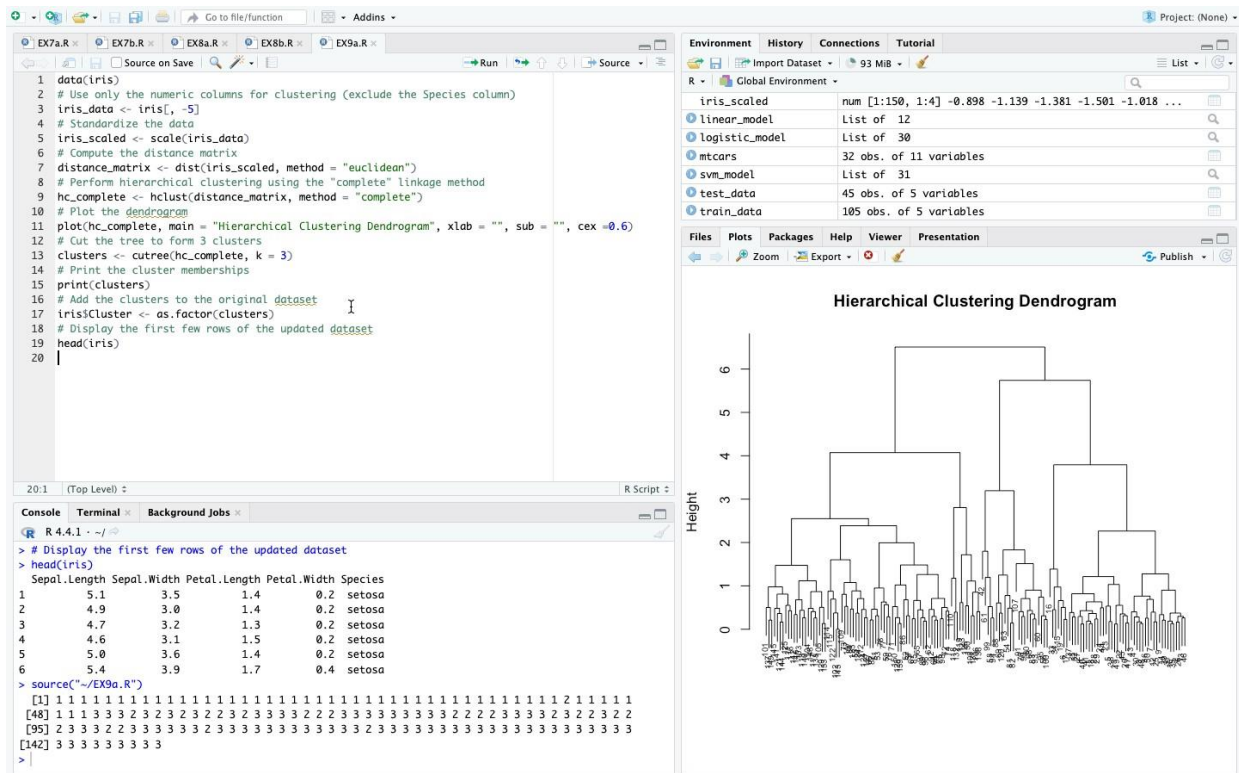 Go to file/function
Addins
Project: (None)
EX7a.R EX7b.R EX8a.R EX8b.R EX9a.R
Source on Save Run Source
1 data(iris)
2 # Use only the numeric columns for clustering (exclude the Species column)
3 iris_data <- iris[, -5]
4 # Standardize the data
5 iris_scaled <- scale(iris_data)
6 # Compute the distance matrix
7 distance_matrix <- dist(iris_scaled, method = "euclidean")
8 # Perform hierarchical clustering using the "complete" linkage method
9 hc_complete <- hclust(distance_matrix, method = "complete")
10 # Plot the dendrogram
11 plot(hc_complete, main = "Hierarchical Clustering Dendrogram", xlab = "", sub = "", cex =0.6)
12 # Cut the tree to form 3 clusters
13 clusters <- cutree(hc_complete, k = 3)
14 # Print the cluster memberships
15 print(clusters)
16 # Add the clusters to the original dataset
17 iris$Cluster <- as.factor(clusters)
18 # Display the first few rows of the updated dataset
19 head(iris)
20
20:1 (Top Level) R Script
Console Terminal Background Jobs
R 4.4.1 · ~/
> # Display the first few rows of the updated dataset
> head(iris)
Sepal.Length Sepal.Width Petal.Length Petal.Width Species
1 5.1 3.5 1.4 0.2 setosa
2 4.9 3.0 1.4 0.2 setosa
3 4.7 3.2 1.3 0.2 setosa
4 4.6 3.1 1.5 0.2 setosa
5 5.0 3.6 1.4 0.2 setosa
6 5.4 3.9 1.7 0.4 setosa
> source("~/EX9a.R")
[1] 1 1 1 1 1 1 1 1 1 1 1 1 1 1 1 1 1 1 1 1 1 1 1 1 1 1 1 1 1 1 1 1 1 1 1 1 1 1 1 1 1 2 1 1 1 1 1
[48] 1 1 1 3 3 3 2 3 2 3 2 3 2 2 3 2 3 3 3 3 2 2 2 3 3 3 3 3 3 3 3 3 2 2 2 2 3 3 3 3 2 3 2 2 3 2 2
[95] 2 3 3 3 2 2 3 3 3 3 3 3 2 3 3 3 3 3 3 3 3 3 3 3 3 2 3 3 3 3 3 3 3 3 3 3 3 3 3 3 3 3 3 3 3 3 3
[142] 3 3 3 3 3 3 3 3 3
>
Environment History Connections Tutorial
Import Dataset 93 MiB List
R Global Environment
iris_scaled num [1:150, 1:4] -0.898 -1.139 -1.381 -1.501 -1.018 ...
linear_model List of 12
logistic_model List of 30
mtcars 32 obs. of 11 variables
svm_model List of 31
test_data 45 obs. of 5 variables
train_data 105 obs. of 5 variables
Files Plots Packages Help Viewer Presentation
Zoom Export Publish
Hierarchical Clustering Dendrogram
Height
6
5
4
3
2
1
0